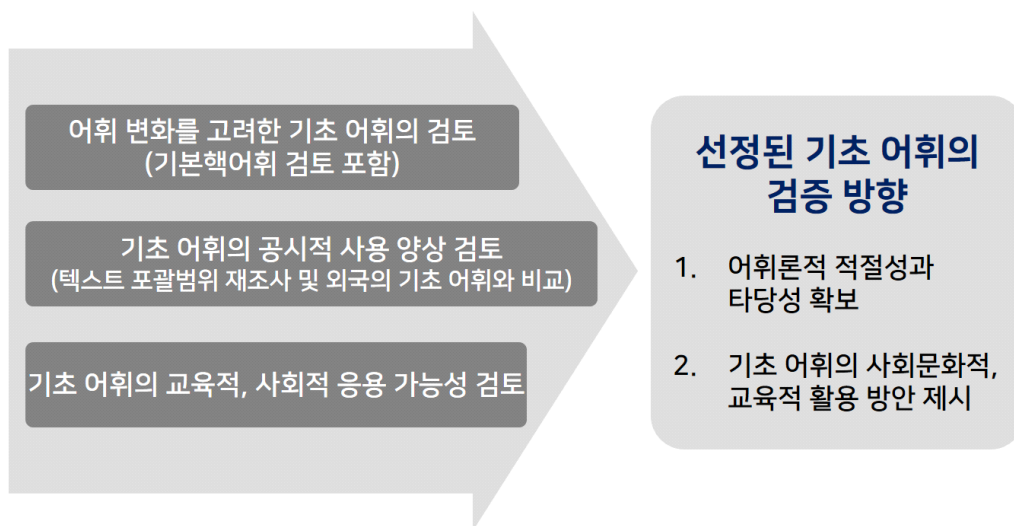 어휘 변화를 고려한 기초 어휘의 검토
(기본핵어휘 검토 포함)
기초 어휘의 공시적 사용 양상 검토
(텍스트 포괄범위 재조사 및 외국의 기초 어휘와 비교)
기초 어휘의 교육적, 사회적 응용 가능성 검토
선정된 기초 어휘의
검증 방향
1. 어휘론적 적절성과
타당성 확보
2. 기초 어휘의 사회문화적,
교육적 활용 방안 제시